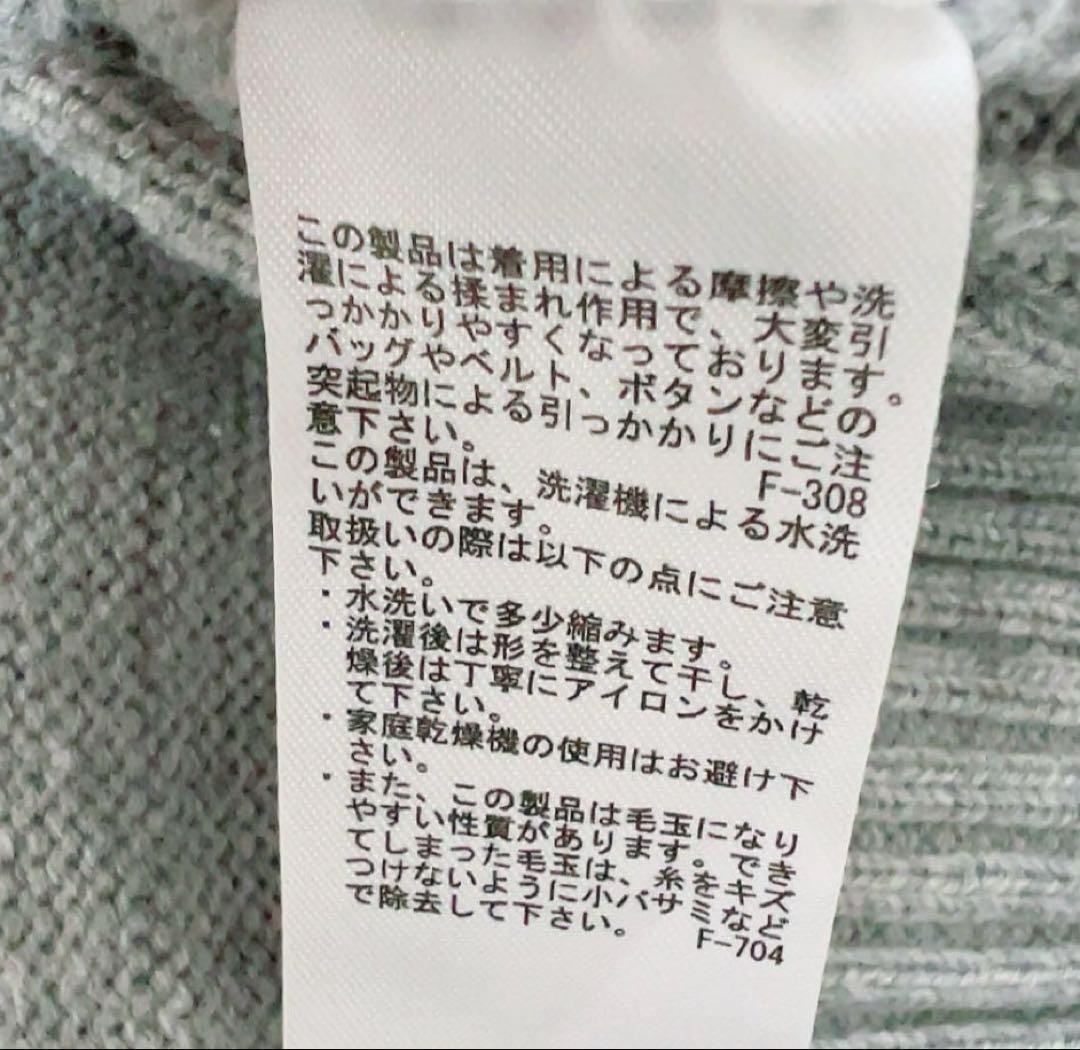 この製品は着用による摩擦や洗
濯による揉まれ作用で、大変引
っかかりやすくなっております。
バッグやベルト、ボタンなどの
突起物による引っかかりにご注
意下さい。
F-308
この製品は、洗濯機による水洗
いができます。
取扱いの際は以下の点にご注意
下さい。
・水洗いで多少縮みます。
・洗濯後は形を整えて干し、乾
燥後は丁寧にアイロンをかけ
て下さい。
・家庭乾燥機の使用はお避け下
さい。
・また、この製品は毛玉になり
やすい性質があります。できて
しまった毛玉は、糸をキズ
つけないように小バサミなど
で除去して下さい。
F-704